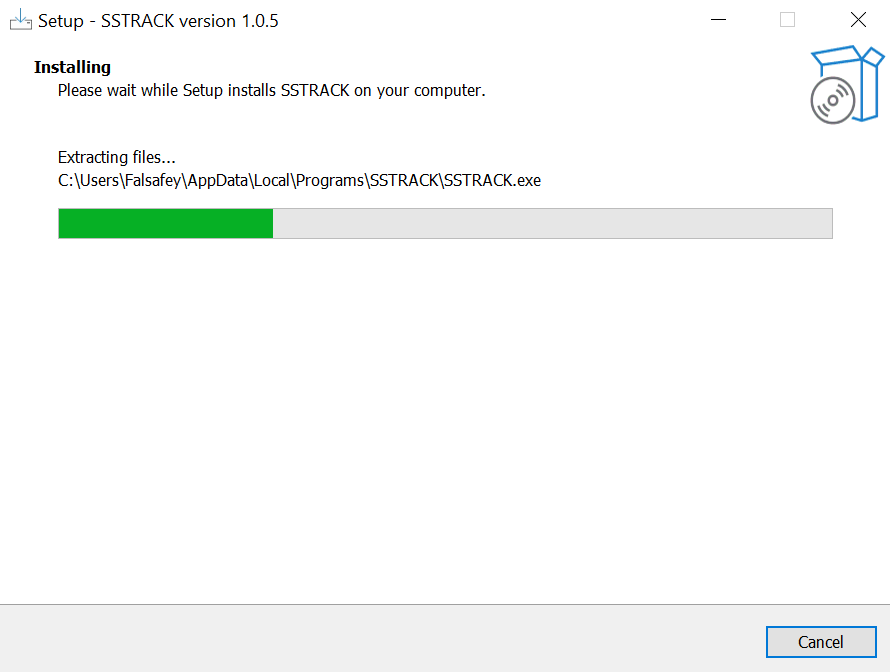 Setup - SSTRACK version 1.0.5
Installing
Please wait while Setup installs SSTRACK on your computer.
Extracting files...
C:\Users\Falsafey\AppData\Local\Programs\SSTRACK\SSTRACK.exe
Cancel